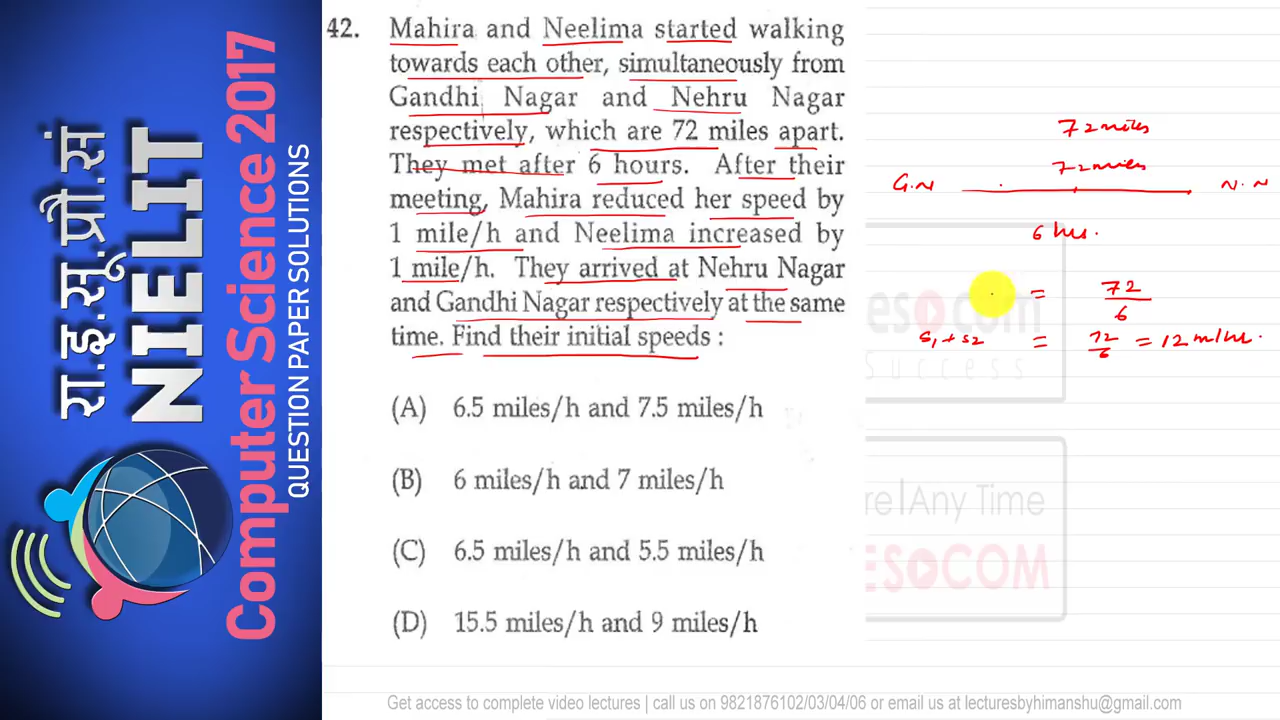 रा.इ.सू.प्रौ.सं
NIELIT
Computer Science 2017
QUESTION PAPER SOLUTIONS
42. Mahira and Neelima started walking
towards each other, simultaneously from
Gandhi Nagar and Nehru Nagar
respectively, which are 72 miles apart.
They met after 6 hours. After their
meeting, Mahira reduced her speed by
1 mile/h and Neelima increased by
1 mile/h. They arrived at Nehru Nagar
and Gandhi Nagar respectively at the same
time. Find their initial speeds :
(A) 6.5 miles/h and 7.5 miles/h
(B) 6 miles/h and 7 miles/h
(C) 6.5 miles/h and 5.5 miles/h
(D) 15.5 miles/h and 9 miles/h
72 miles
72 miles
G.N N.N
6 hrs.
= 72/6
S1 + S2 = 72/6 = 12 m/hr.
es COM
Success
re|Any Time
ES COM
Get access to complete video lectures | call us on 9821876102/03/04/06 or email us at lecturesbyhimanshu@gmail.com